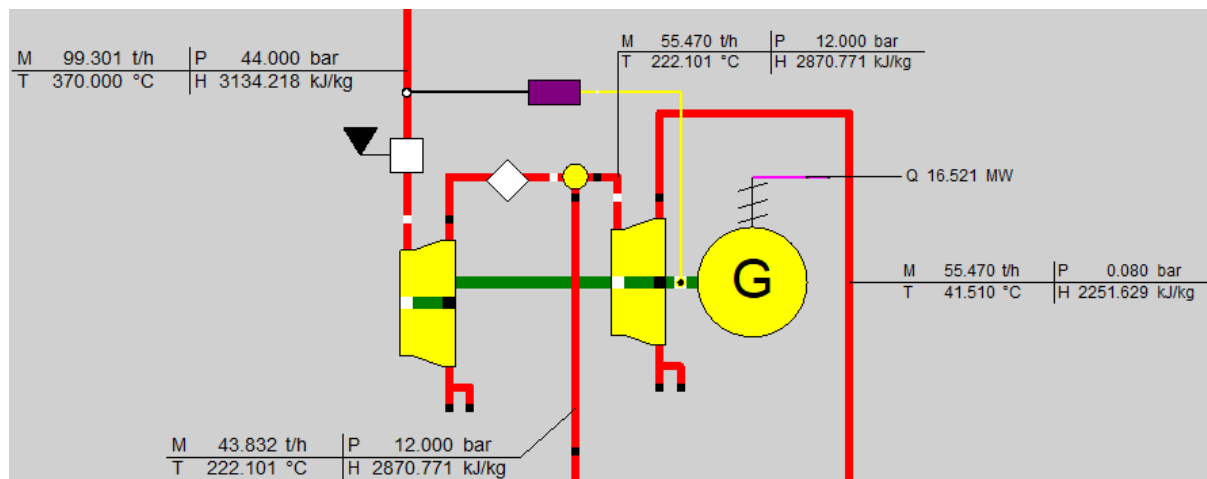 M 99.301 t/h P 44.000 bar
T 370.000 °C H 3134.218 kJ/kg
M 55.470 t/h P 12.000 bar
T 222.101 °C H 2870.771 kJ/kg
Q 16.521 MW
G
M 55.470 t/h P 0.080 bar
T 41.510 °C H 2251.629 kJ/kg
M 43.832 t/h P 12.000 bar
T 222.101 °C H 2870.771 kJ/kg